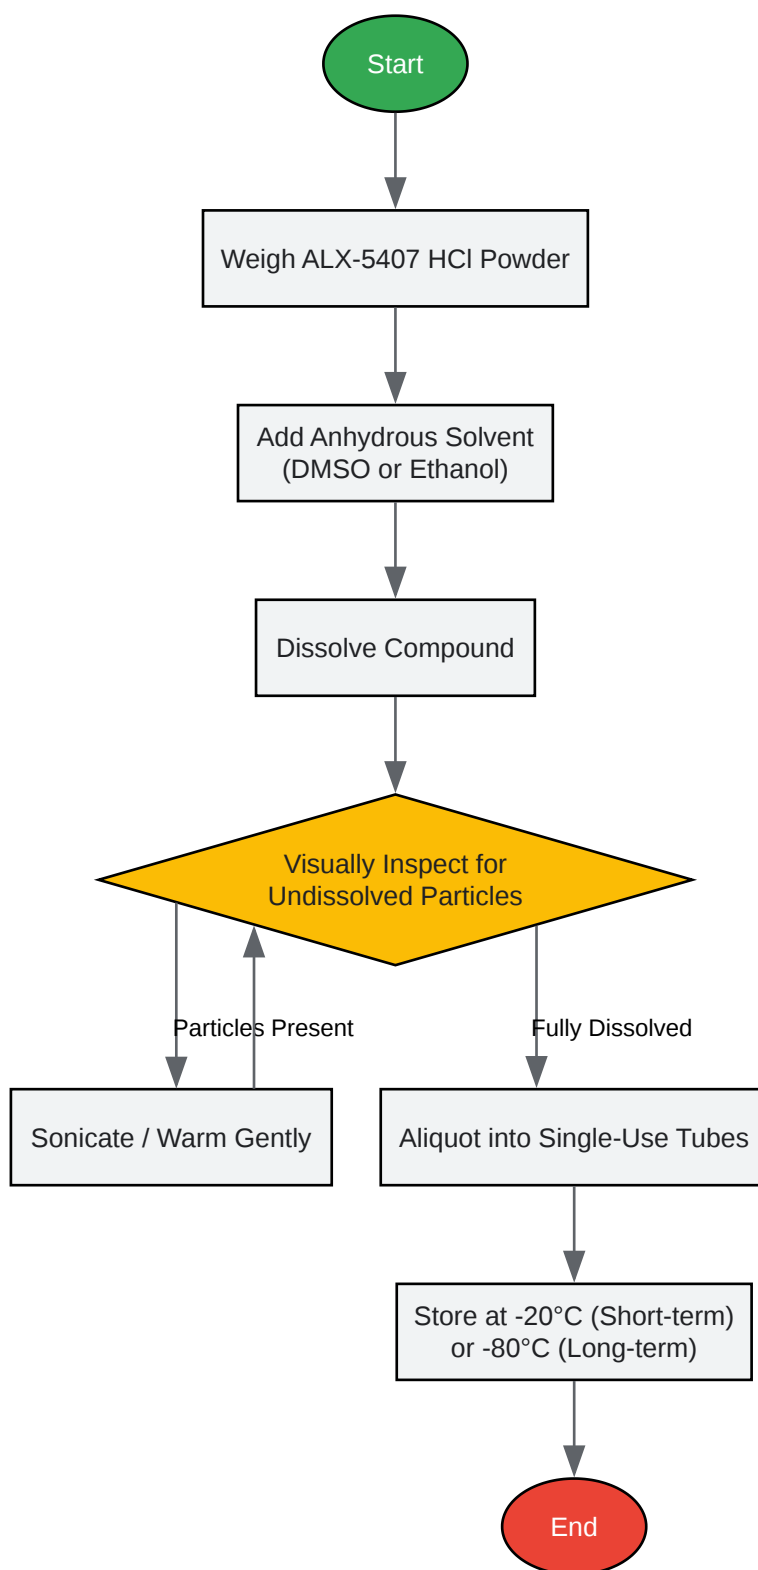 Start
Weigh ALX-5407 HCl Powder
Add Anhydrous Solvent
(DMSO or Ethanol)
Dissolve Compound
Visually Inspect for
Undissolved Particles
Particles Present
Fully Dissolved
Sonicate / Warm Gently
Aliquot into Single-Use Tubes
Store at -20°C (Short-term)
or -80°C (Long-term)
End